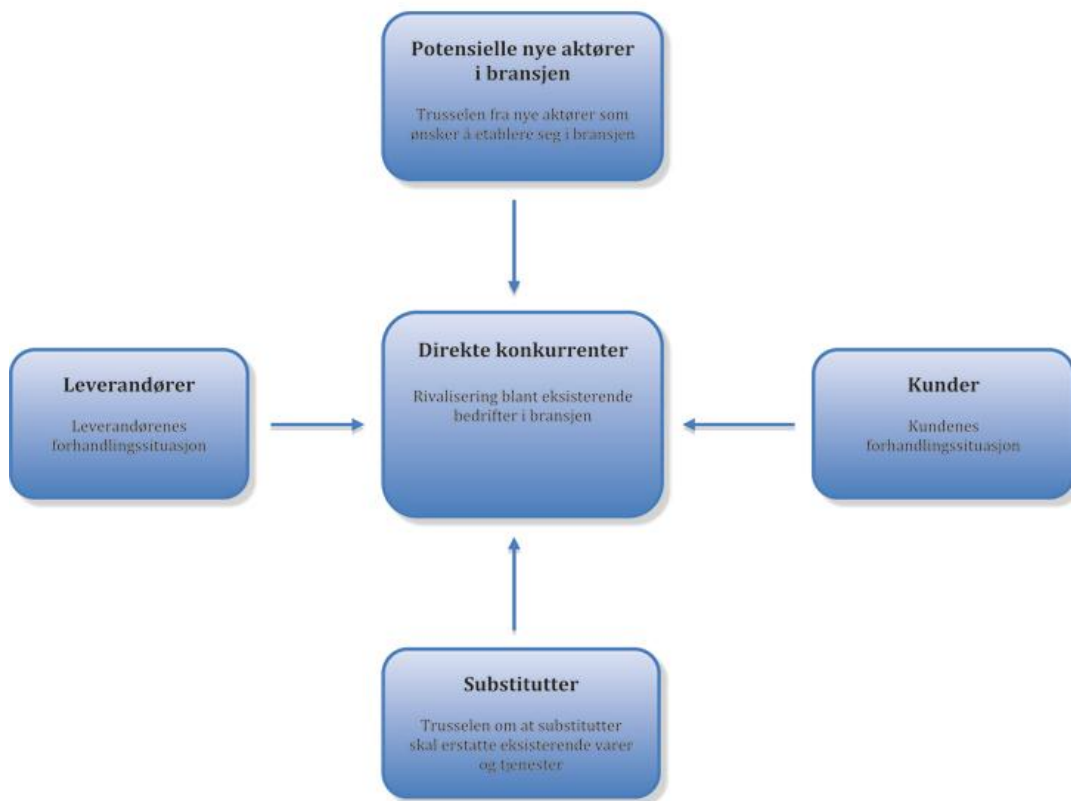 Potensielle nye aktører
i bransjen
Trusselen fra nye aktører som
ønsker å etablere seg i bransjen
Leverandører
Leverandørenes
forhandlingssituasjon
Direkte konkurrenter
Rivalisering blant eksisterende
bedrifter i bransjen
Kunder
Kundenes
forhandlingssituasjon
Substitutter
Trusselen om at substitutter
skal erstatte eksisterende varer
og tjenester